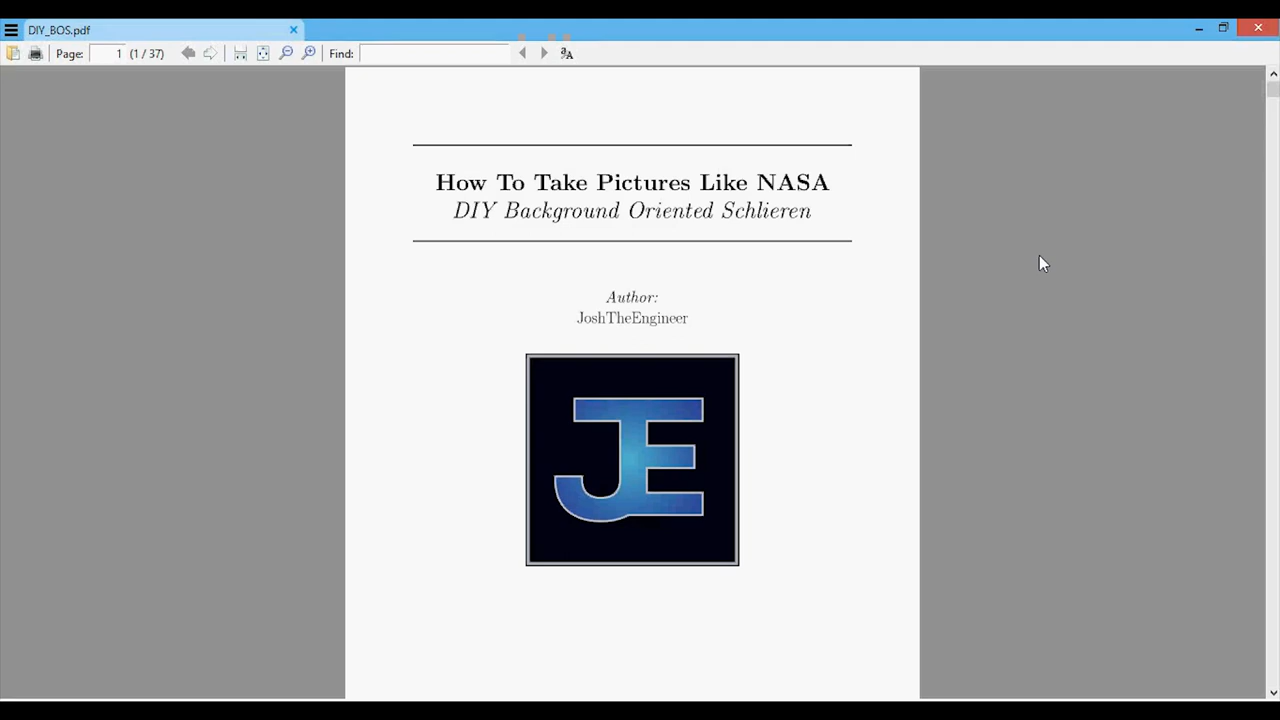 DIY_BOS.pdf
Page: 1 (1 / 37) Find:
How To Take Pictures Like NASA
DIY Background Oriented Schlieren
Author:
JoshTheEngineer
JE